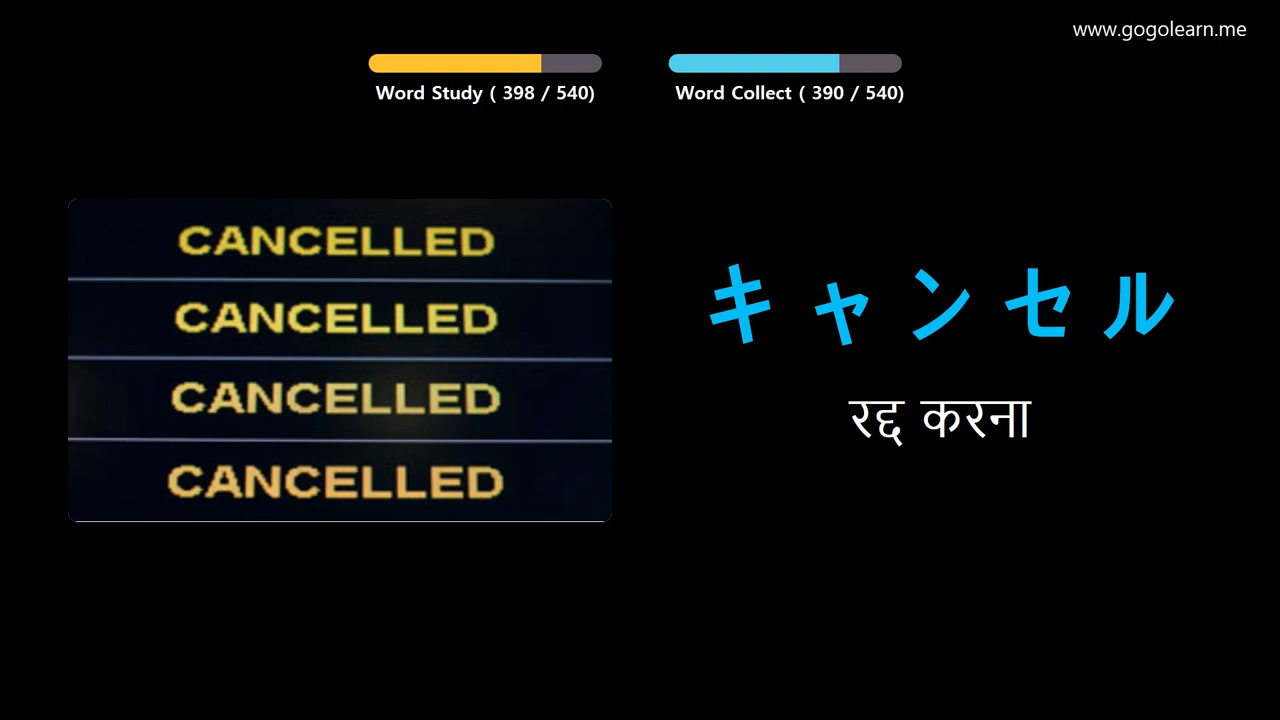 www.gogolearn.me
Word Study ( 398 / 540)
Word Collect ( 390 / 540)
CANCELLED
CANCELLED
CANCELLED
CANCELLED
キャンセル
रद्द करना